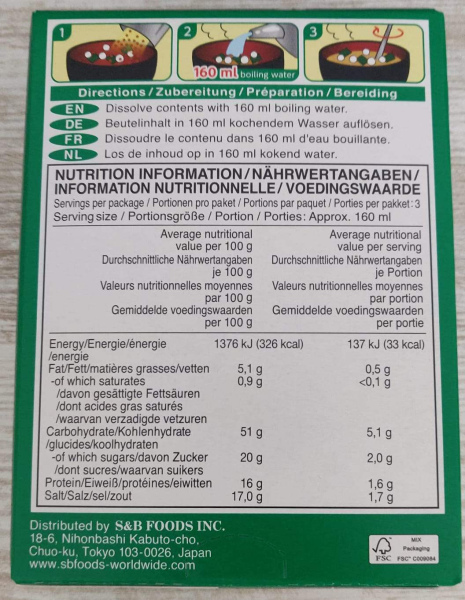 1
2
3
160 ml boiling water
Directions / Zubereitung / Préparation / Bereiding
EN Dissolve contents with 160 ml boiling water.
DE Beutelinhalt in 160 ml kochendem Wasser auflösen.
FR Dissoudre le contenu dans 160 ml d'eau bouillante.
NL Los de inhoud op in 160 ml kokend water.
NUTRITION INFORMATION / NÄHRWERTANGABEN /
INFORMATION NUTRITIONNELLE / VOEDINGSWAARDE
Servings per package / Portionen pro paket / Portions par paquet / Porties per pakket : 3
Serving size / Portionsgröße / Portion / Porties: Approx. 160 ml
Average nutritional value per 100 g
Durchschnittliche Nährwertangaben je 100 g
Valeurs nutritionnelles moyennes par 100 g
Gemiddelde voedingswaarden per 100 g
Average nutritional value per serving
Durchschnittliche Nährwertangaben je Portion
Valeurs nutritionnelles moyennes par portion
Gemiddelde voedingswaarden per portie
Energy/Energie/énergie 1376 kJ (326 kcal) 137 kJ (33 kcal)
/energie
Fat/Fett/matières grasses/vetten 5,1 g 0,5 g
-of which saturates 0,9 g <0,1 g
/davon gesättigte Fettsäuren
/dont acides gras saturés
/waarvan verzadigde vetzuren
Carbohydrate/Kohlenhydrate 51 g 5,1 g
/glucides/koolhydraten
-of which sugars/davon Zucker 20 g 2,0 g
/dont sucres/waarvan suikers
Protein/Eiweiß/protéines/eiwitten 16 g 1,6 g
Salt/Salz/sel/zout 17,0 g 1,7 g
Distributed by S&B FOODS INC.
18-6, Nihonbashi Kabuto-cho,
Chuo-ku, Tokyo 103-0026, Japan
www.sbfoods-worldwide.com
FSC
MIX
Packaging
FSC® C009094